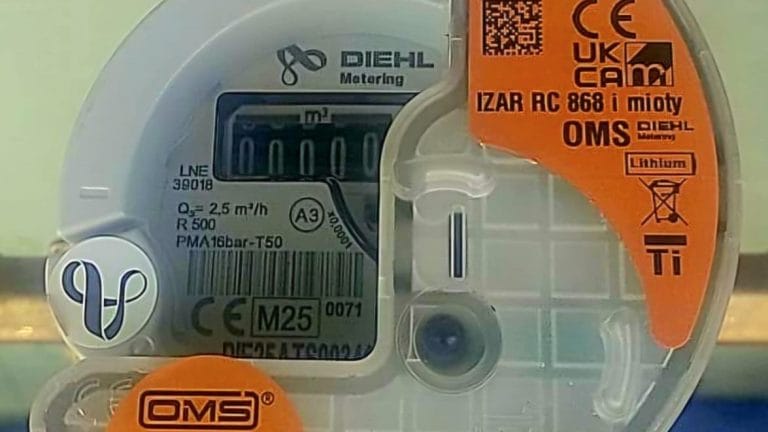 DIEHL
Metering
m³
0000
LNE
39018
Q₃= 2,5 m³/h
R 500
PMA16bar-T50
A3
x0,0001
CE M25 0071
CE
UK
CA m
IZAR RC 868 i mioty
OMS DIEHL
Metering
Lithium
Ti
OMS®